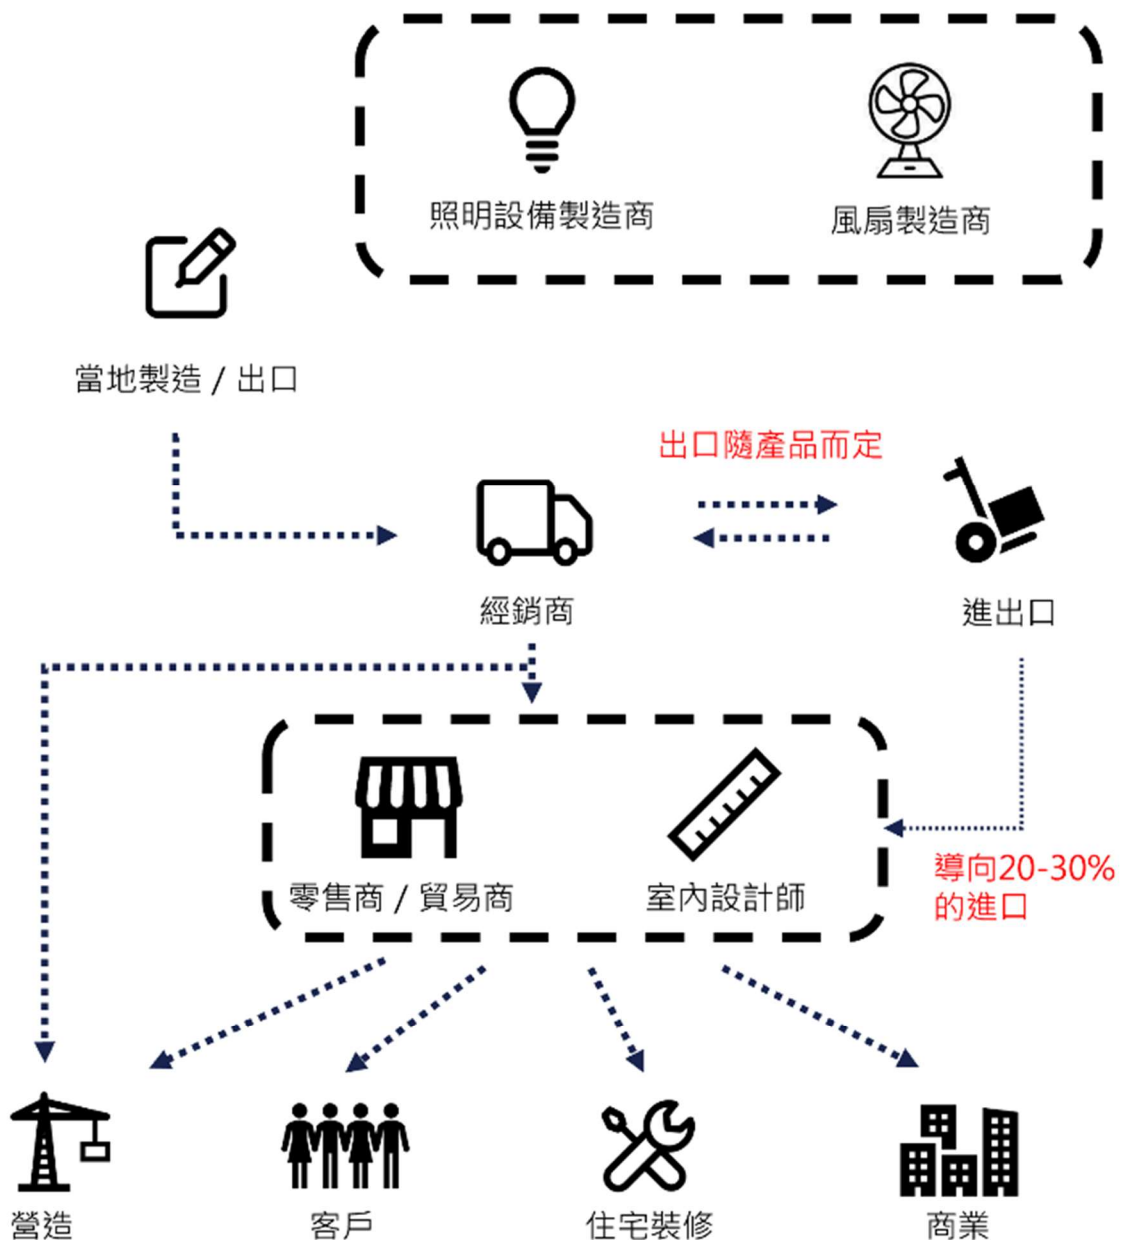 照明設備製造商
風扇製造商
當地製造 / 出口
出口隨產品而定
經銷商
進出口
零售商 / 貿易商
室內設計師
導向20-30%
的進口
營造
客戶
住宅裝修
商業